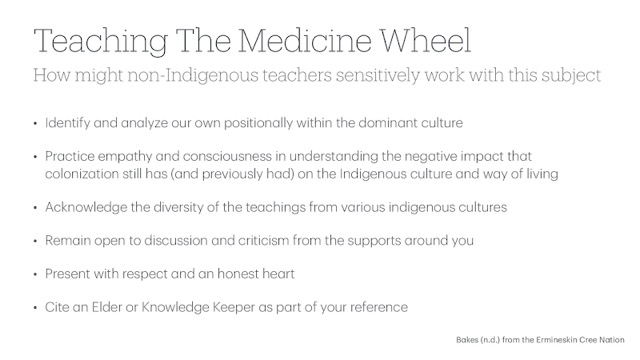 Teaching The Medicine Wheel
How might non-Indigenous teachers sensitively work with this subject
• Identify and analyze our own positionally within the dominant culture
• Practice empathy and consciousness in understanding the negative impact that
colonization still has (and previously had) on the Indigenous culture and way of living
• Acknowledge the diversity of the teachings from various indigenous cultures
• Remain open to discussion and criticism from the supports around you
• Present with respect and an honest heart
• Cite an Elder or Knowledge Keeper as part of your reference
Bakes (n.d.) from the Ermineskin Cree Nation